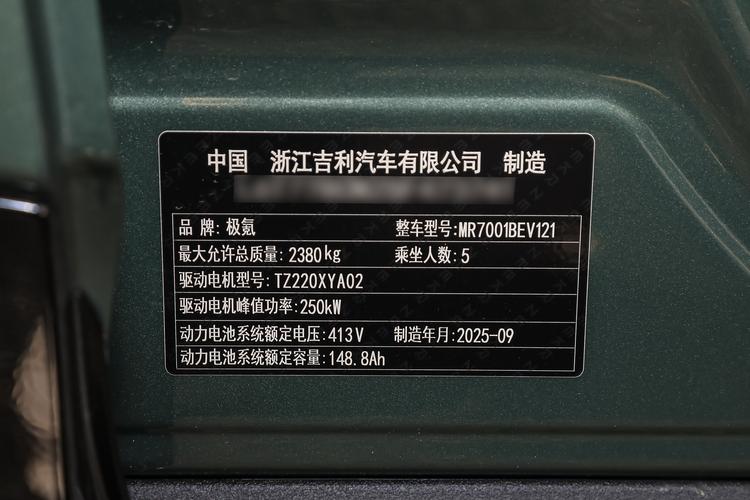 中国 浙江吉利汽车有限公司 制造
品 牌:极氪 整车型号:MR7001BEV121
最大允许总质量:2380kg 乘坐人数:5
驱动电机型号:TZ220XYA02
驱动电机峰值功率:250kW
动力电池系统额定电压:413V 制造年月:2025-09
动力电池系统额定容量:148.8Ah